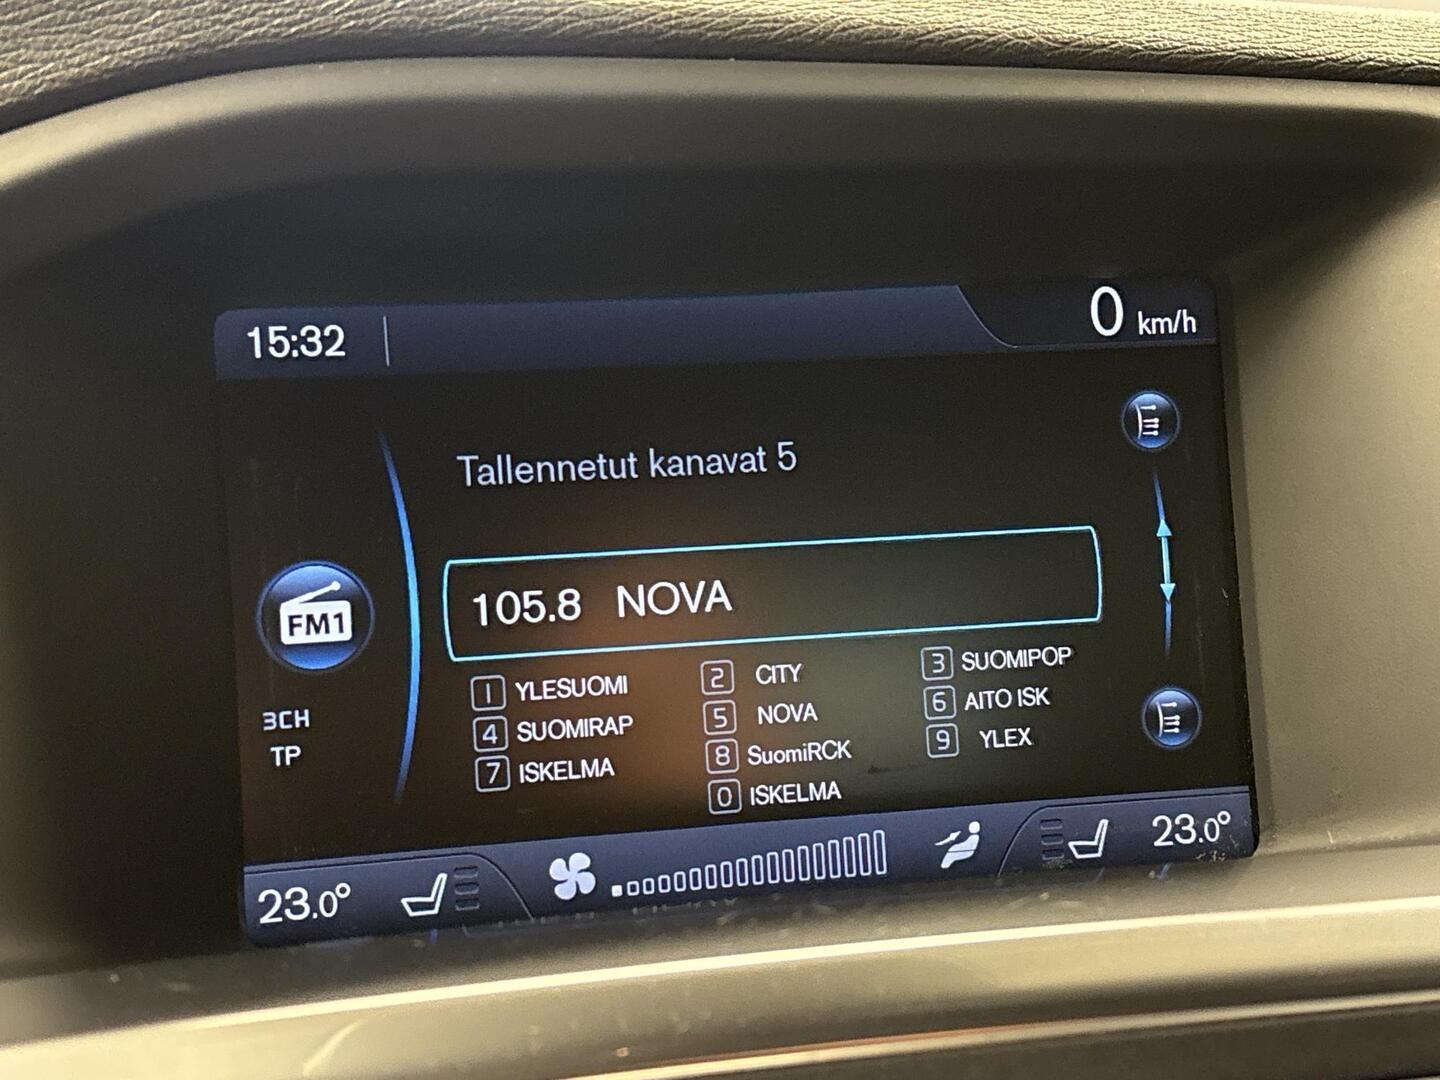 15:32
0 km/h
Tallennetut kanavat 5
105.8 NOVA
FM1
3CH
TP
1 YLESUOMI 2 CITY 3 SUOMIPOP
4 SUOMIRAP 5 NOVA 6 AITO ISK
7 ISKELMA 8 SuomiRCK 9 YLEX
0 ISKELMA
23.0° 23.0°